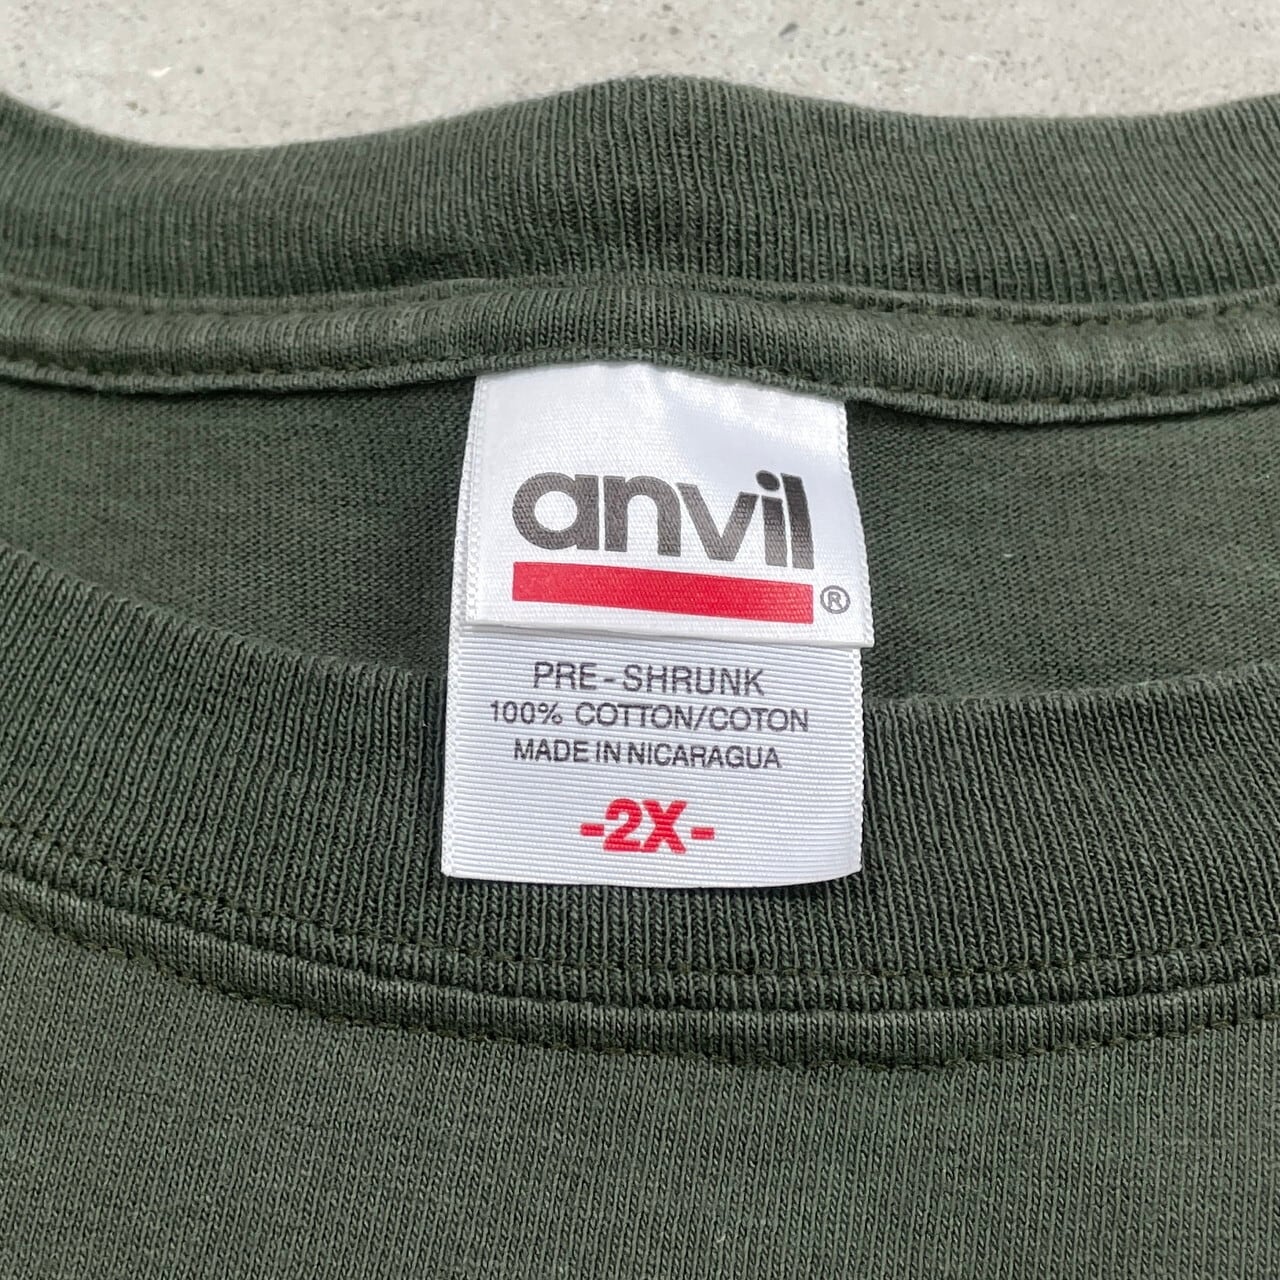 anvil
®
PRE-SHRUNK
100% COTTON/COTON
MADE IN NICARAGUA
-2X-